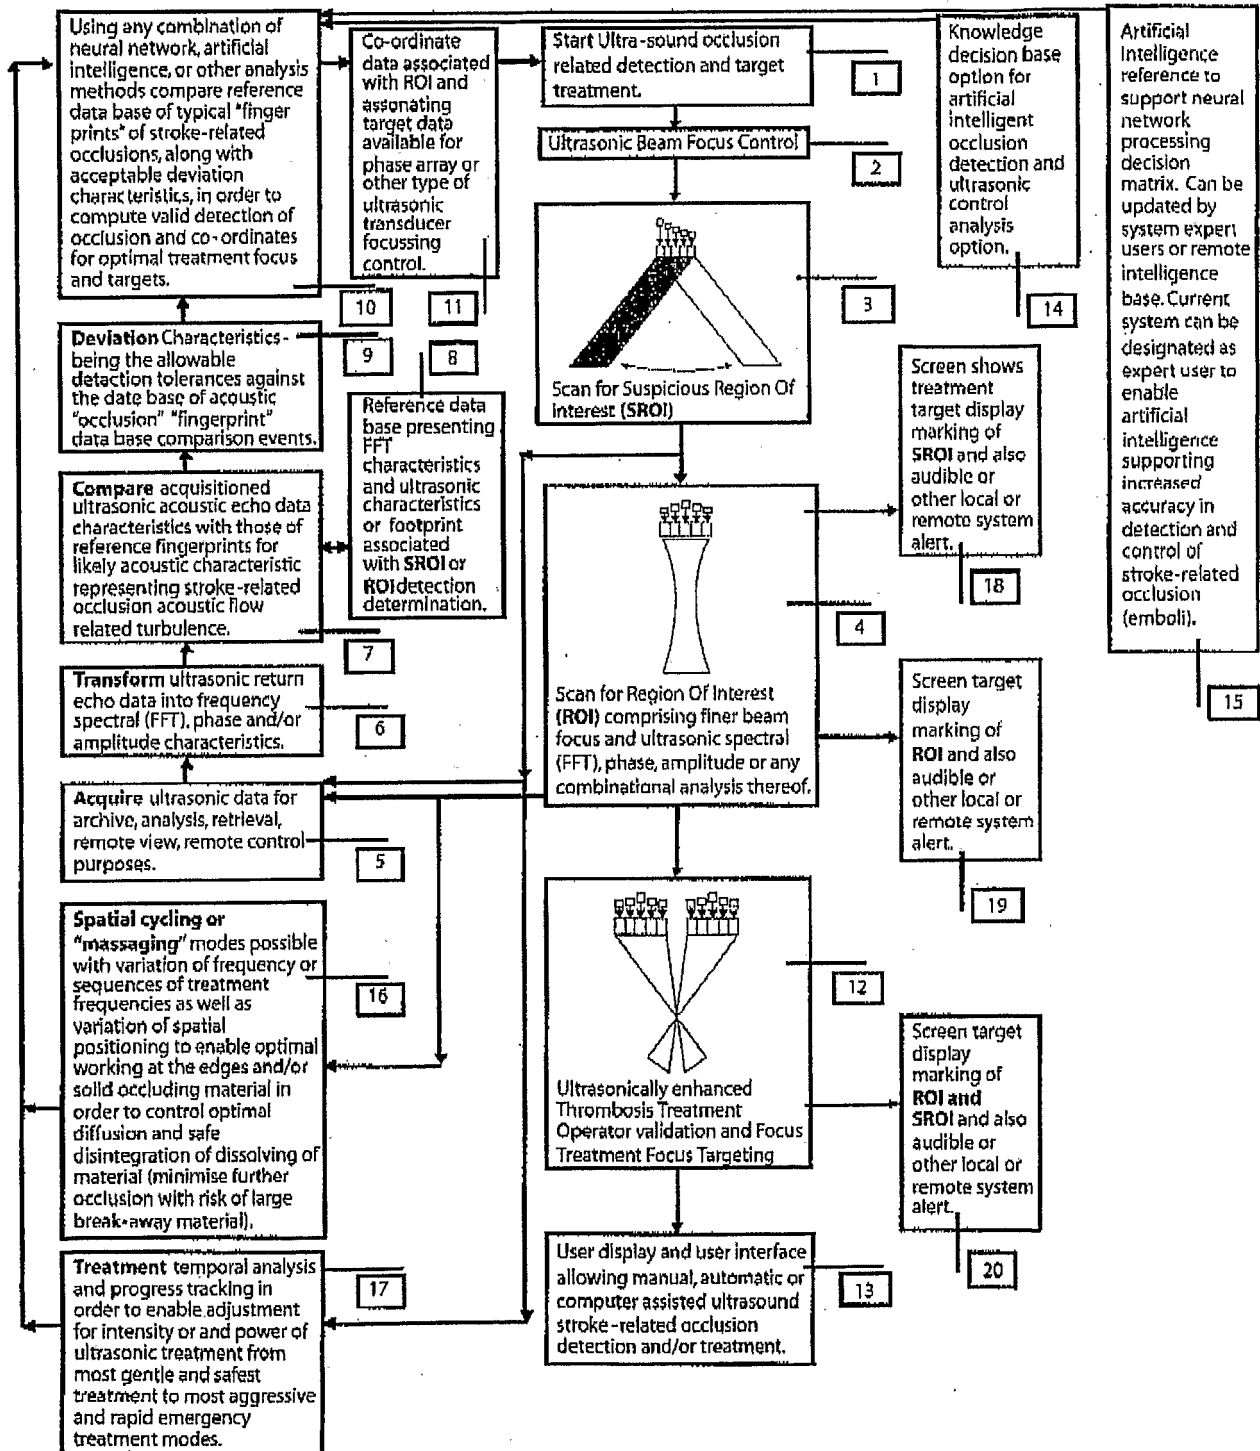 Using any combination of
neural network, artificial
intelligence, or other analysis
methods compare reference
data base of typical "finger
prints" of stroke-related
occlusions, along with
acceptable deviation
characteristics, in order to
compute valid detection of
occlusion and co-ordinates
for optimal treatment focus
and targets.
10
Co-ordinate
data associated
with ROI and
assonating
target data
available for
phase array or
other type of
ultrasonic
transducer
focussing
control.
11
Start Ultra-sound occlusion
related detection and target
treatment.
1
Ultrasonic Beam Focus Control
2
Scan for Suspicious Region Of
Interest (SROI)
3
Knowledge
decision base
option for
artificial
intelligent
occlusion
detection and
ultrasonic
control
analysis
option.
14
Artificial
Intelligence
reference to
support neural
network
processing
decision
matrix. Can be
updated by
system expert
users or remote
intelligence
base. Current
system can be
designated as
expert user to
enable
artificial
intelligence
supporting
increased
accuracy in
detection and
control of
stroke-related
occlusion
(emboli).
15
Deviation Characteristics -
being the allowable
detaction tolerances against
the date base of acoustic
"occlusion" "fingerprint"
data base comparison events.
9
8
Reference data
base presenting
FFT
characteristics
and ultrasonic
characteristics
or footprint
associated
with SROI or
ROI detection
determination.
Compare acquisitioned
ultrasonic acoustic echo data
characteristics with those of
reference fingerprints for
likely acoustic characteristic
representing stroke-related
occlusion acoustic flow
related turbulence.
7
Transform ultrasonic return
echo data into frequency
spectral (FFT), phase and/or
amplitude characteristics.
6
Acquire ultrasonic data for
archive, analysis, retrieval,
remote view, remote control
purposes.
5
Scan for Region Of Interest
(ROI) comprising finer beam
focus and ultrasonic spectral
(FFT), phase, amplitude or any
combinational analysis thereof.
4
Screen shows
treatment
target display
marking of
SROI and also
audible or
other local or
remote system
alert.
18
Screen target
display
marking of
ROI and also
audible or
other local or
remote system
alert.
19
Spatial cycling or
"massaging" modes possible
with variation of frequency or
sequences of treatment
frequencies as well as
variation of spatial
positioning to enable optimal
working at the edges and/or
solid occluding material in
order to control optimal
diffusion and safe
disintegration of dissolving of
material (minimise further
occlusion with risk of large
break-away material).
16
Ultrasonically enhanced
Thrombosis Treatment
Operator validation and Focus
Treatment Focus Targeting
12
Screen target
display
marking of
ROI and
SROI and also
audible or
other local or
remote system
alert.
20
Treatment temporal analysis
and progress tracking in
order to enable adjustment
for intensity or and power of
ultrasonic treatment from
most gentle and safest
treatment to most aggressive
and rapid emergency
treatment modes.
17
User display and user interface
allowing manual, automatic or
computer assisted ultrasound
stroke-related occlusion
detection and/or treatment.
13